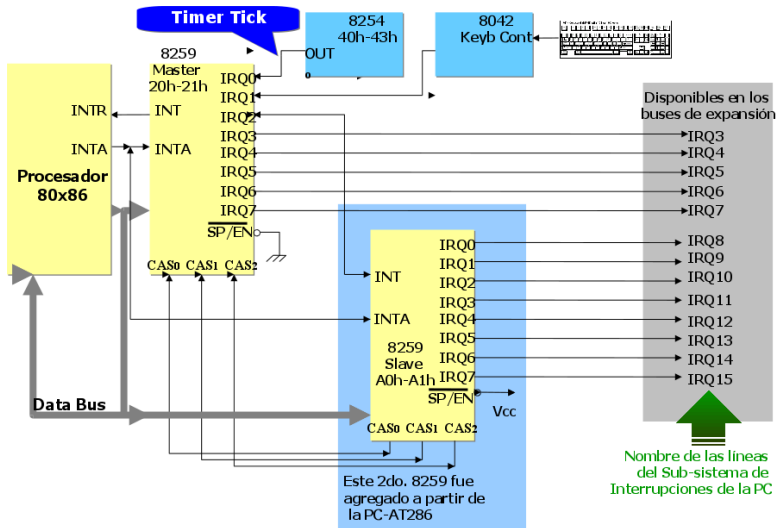 Timer Tick
8254
40h-43h
OUT
0
8042
Keyb Cont
8259
Master
20h-21h
IRQ0
IRQ1
IRQ2
IRQ3
IRQ4
IRQ5
IRQ6
IRQ7
INT
INTA
SP/EN
CAS0 CAS1 CAS2
INTR
INTA
Procesador
80x86
Data Bus
INT
INTA
8259
Slave
A0h-A1h
IRQ0
IRQ1
IRQ2
IRQ3
IRQ4
IRQ5
IRQ6
IRQ7
SP/EN
Vcc
CAS0 CAS1 CAS2
Este 2do. 8259 fue
agregado a partir de
la PC-AT286
Disponibles en los
buses de expansión
IRQ3
IRQ4
IRQ5
IRQ6
IRQ7
IRQ8
IRQ9
IRQ10
IRQ11
IRQ12
IRQ13
IRQ14
IRQ15
Nombre de las líneas
del Sub-sistema de
Interrupciones de la PC